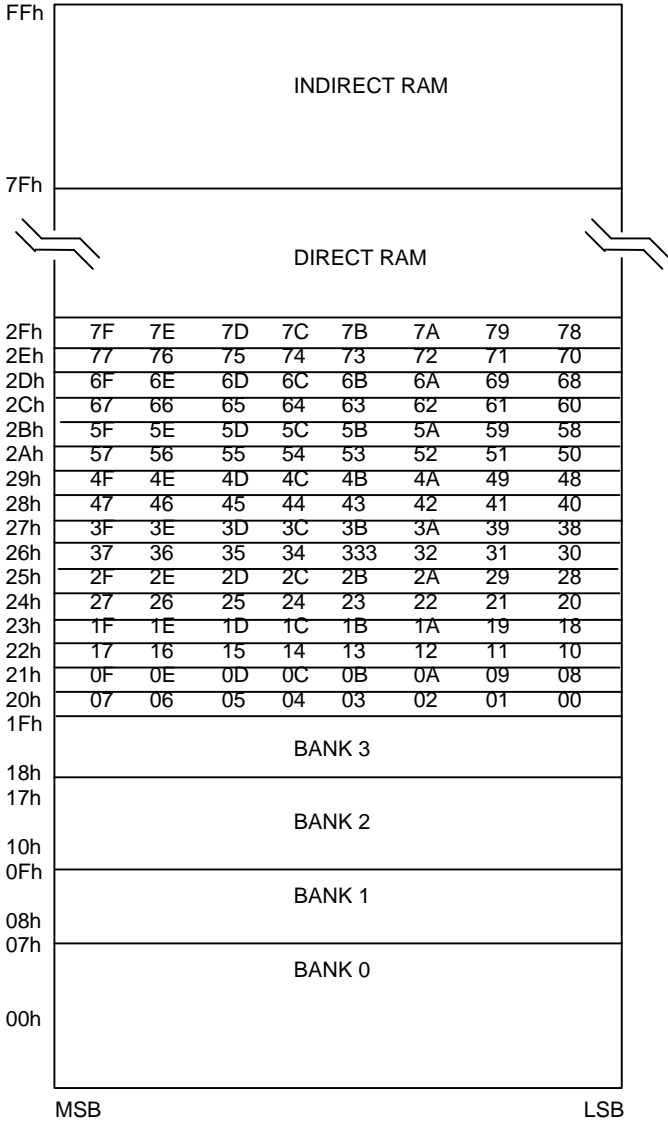 FFh
INDIRECT RAM
7Fh
DIRECT RAM
2Fh 7F 7E 7D 7C 7B 7A 79 78
2Eh 77 76 75 74 73 72 71 70
2Dh 6F 6E 6D 6C 6B 6A 69 68
2Ch 67 66 65 64 63 62 61 60
2Bh 5F 5E 5D 5C 5B 5A 59 58
2Ah 57 56 55 54 53 52 51 50
29h 4F 4E 4D 4C 4B 4A 49 48
28h 47 46 45 44 43 42 41 40
27h 3F 3E 3D 3C 3B 3A 39 38
26h 37 36 35 34 333 32 31 30
25h 2F 2E 2D 2C 2B 2A 29 28
24h 27 26 25 24 23 22 21 20
23h 1F 1E 1D 1C 1B 1A 19 18
22h 17 16 15 14 13 12 11 10
21h 0F 0E 0D 0C 0B 0A 09 08
20h 07 06 05 04 03 02 01 00
1Fh
BANK 3
18h
17h
BANK 2
10h
0Fh
BANK 1
08h
07h
BANK 0
00h
MSB LSB